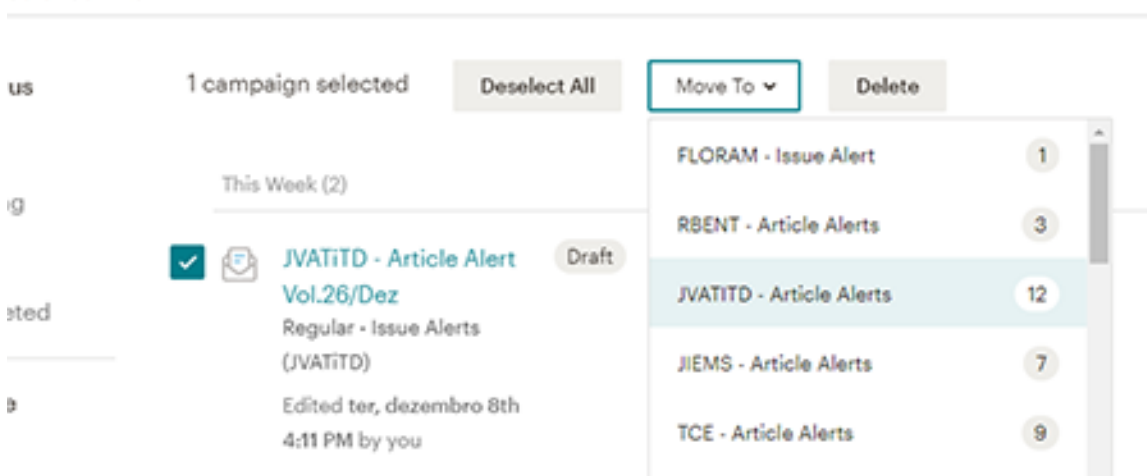 us
1 campaign selected
Deselect All
Move To
Delete
FLORAM - Issue Alert
1
This Week (2)
RBENT - Article Alerts
3
JVATiTD - Article Alert
Draft
Vol.26/Dez
Regular - Issue Alerts
(JVATiTD)
Edited ter, dezembro 8th
4:11 PM by you
JVATITD - Article Alerts
12
JIEMS - Article Alerts
7
TCE - Article Alerts
9
eted